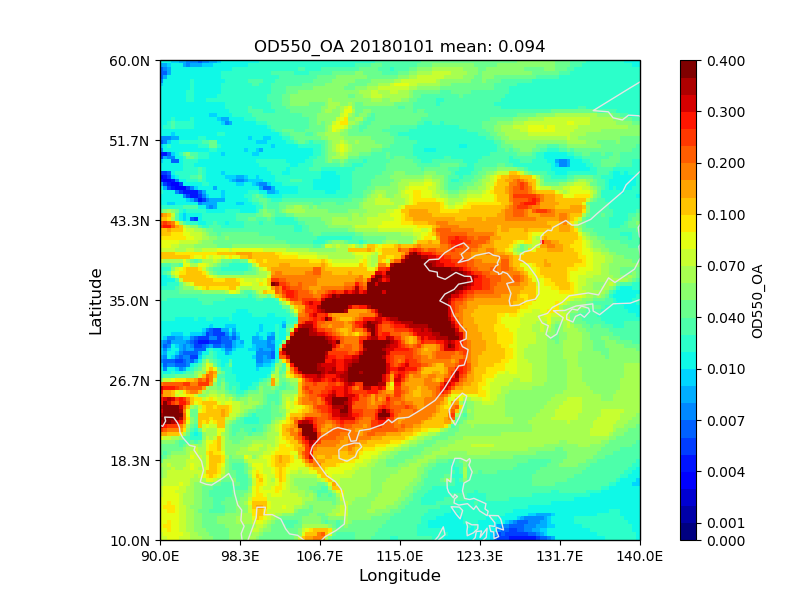 OD550_OA 20180101 mean: 0.094
60.0N
51.7N
43.3N
35.0N
26.7N
18.3N
10.0N
Latitude
90.0E 98.3E 106.7E 115.0E 123.3E 131.7E 140.0E
Longitude
0.400
0.300
0.200
0.100
0.070
0.040
0.010
0.007
0.004
0.001
0.000
OD550_OA